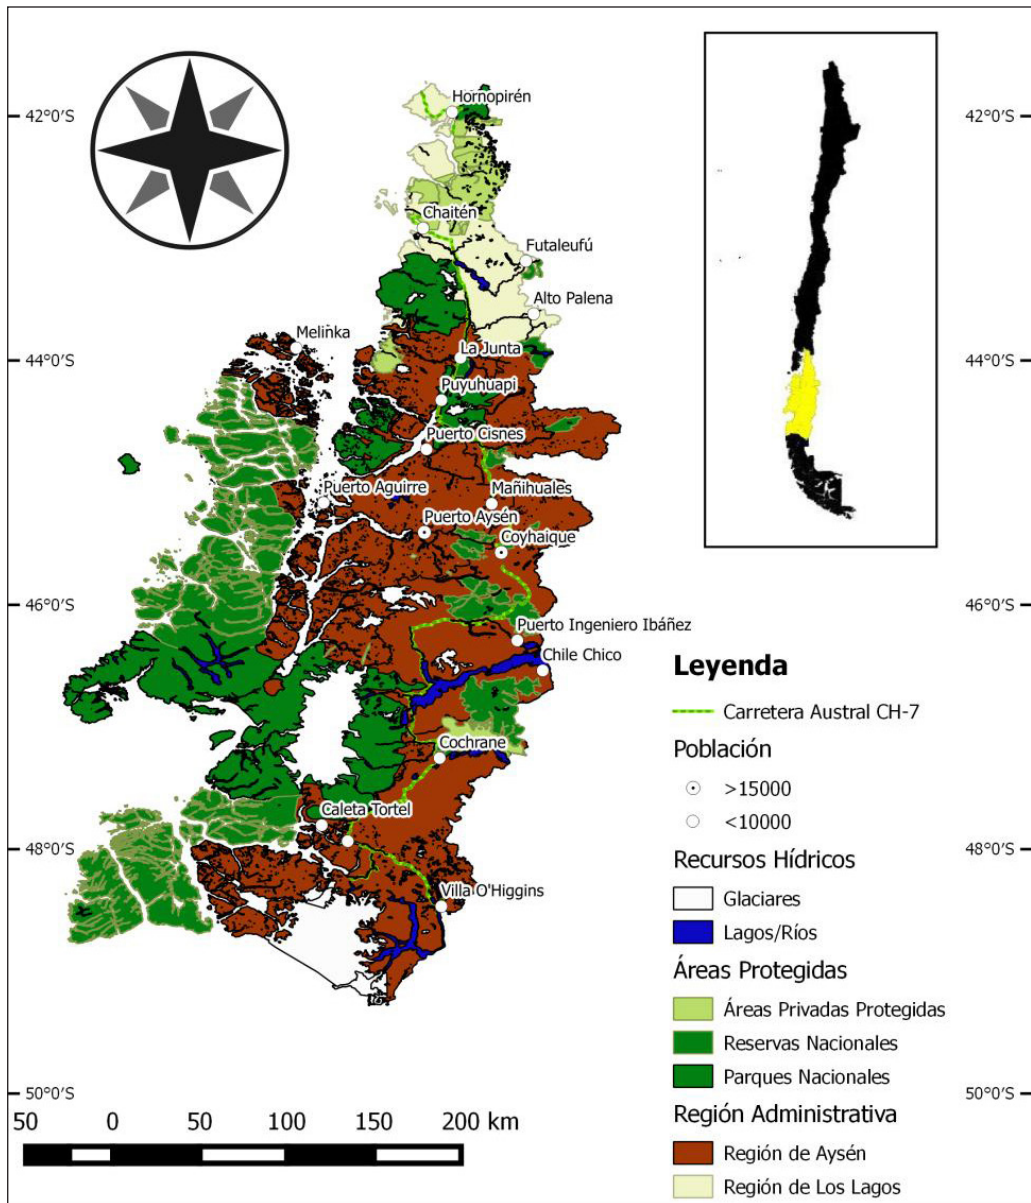 42°0'S
42°0'S
Hornopirén
Chaitén
Futaleufú
Alto Palena
Melinka
44°0'S
44°0'S
La Junta
Puyuhuapi
Puerto Cisnes
Puerto Aguirre
Mañihuales
Puerto Aysén
Coyhaique
46°0'S
46°0'S
Puerto Ingeniero Ibáñez
Chile Chico
Cochrane
Caleta Tortel
48°0'S
48°0'S
Villa O'Higgins
50°0'S
50°0'S
50 0 50 100 150 200 km
Leyenda
Carretera Austral CH-7
Población
>15000
<10000
Recursos Hídricos
Glaciares
Lagos/Ríos
Áreas Protegidas
Áreas Privadas Protegidas
Reservas Nacionales
Parques Nacionales
Región Administrativa
Región de Aysén
Región de Los Lagos